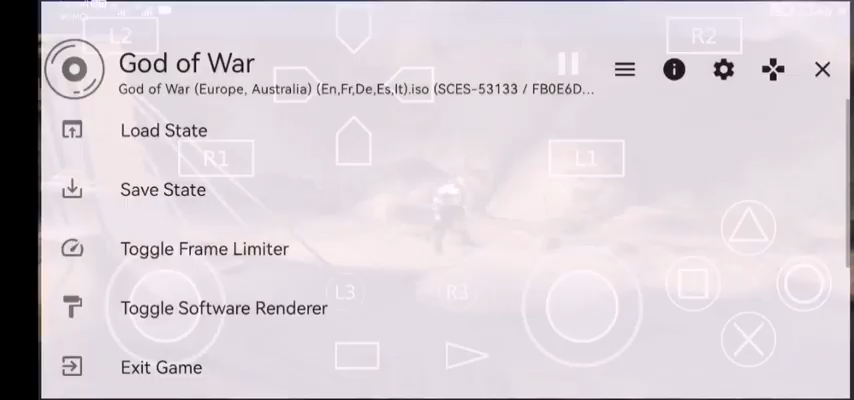 L2
R2
God of War
God of War (Europe, Australia) (En,Fr,De,Es,It).iso (SCES-53133 / FB0E6D...
Load State
R1
L1
Save State
Toggle Frame Limiter
L3
R3
Toggle Software Renderer
Exit Game